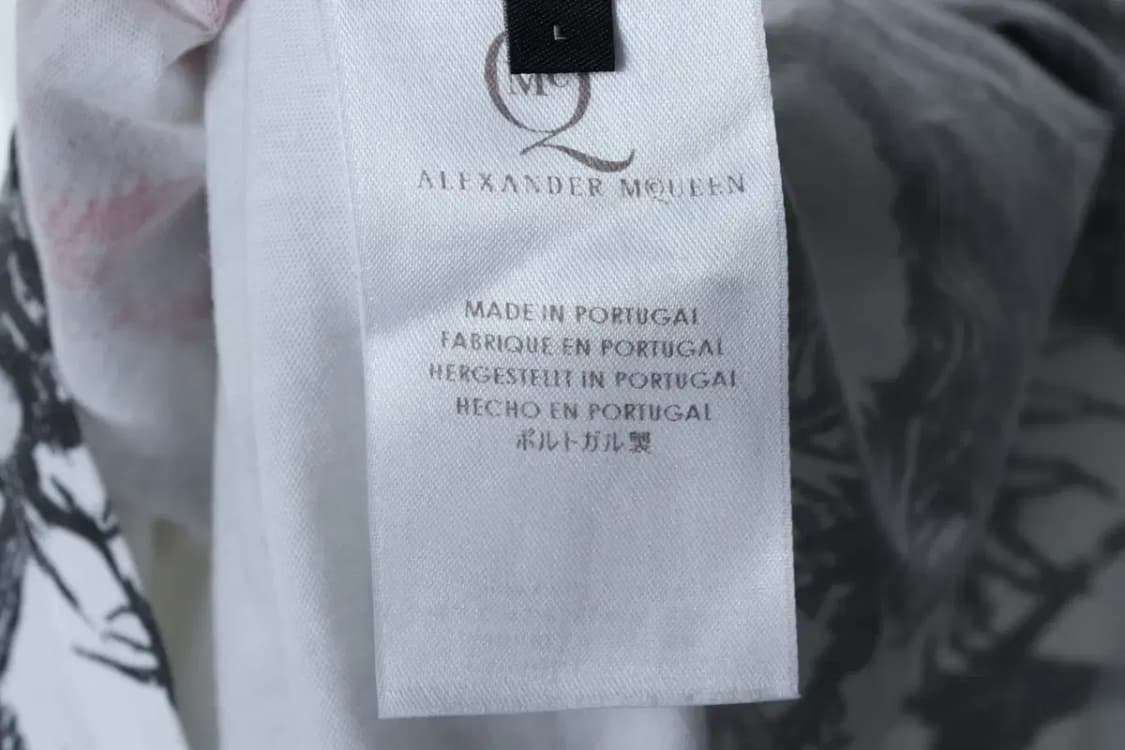 L
McQ
ALEXANDER McQUEEN
MADE IN PORTUGAL
FABRIQUE EN PORTUGAL
HERGESTELLT IN PORTUGAL
HECHO EN PORTUGAL
ポルトガル製